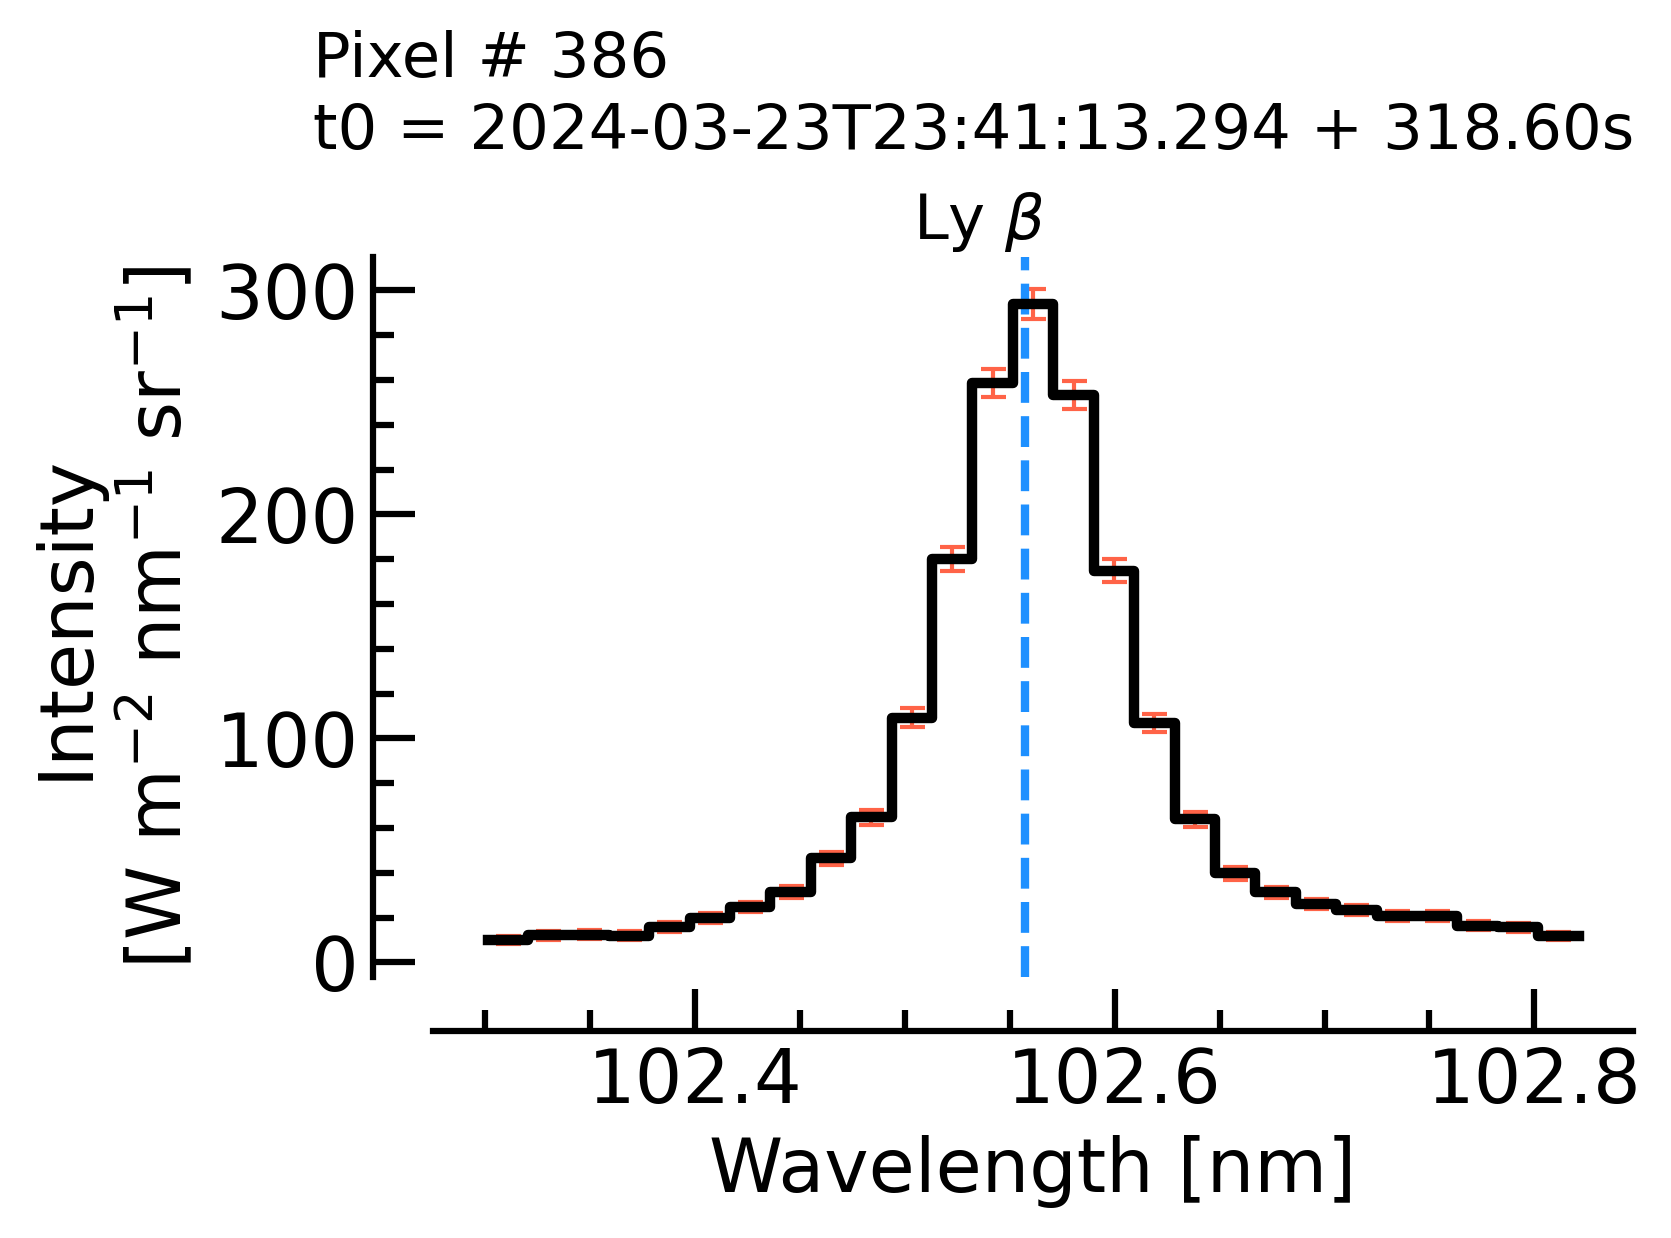 Pixel # 386
t0 = 2024-03-23T23:41:13.294 + 318.60s
Ly β
Intensity
[W m⁻² nm⁻¹ sr⁻¹]
300
200
100
0
102.4 102.6 102.8
Wavelength [nm]